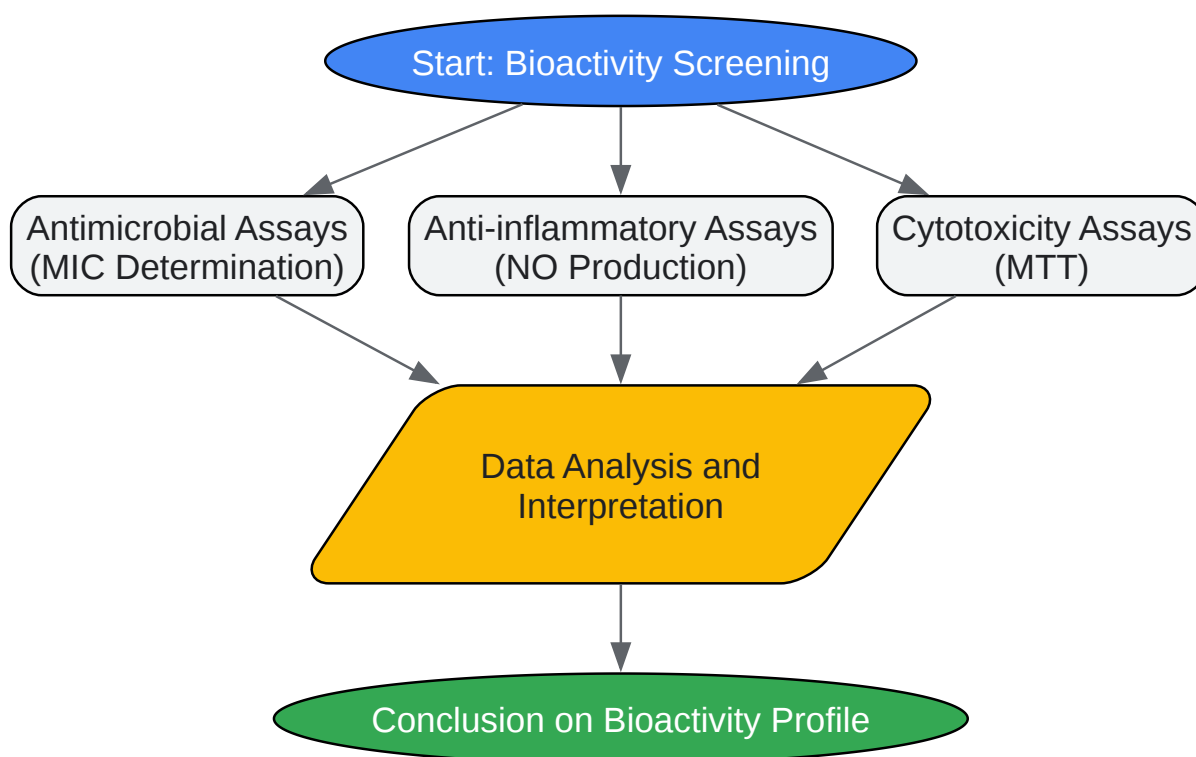 Start: Bioactivity Screening
Antimicrobial Assays
(MIC Determination)
Anti-inflammatory Assays
(NO Production)
Cytotoxicity Assays
(MTT)
Data Analysis and
Interpretation
Conclusion on Bioactivity Profile